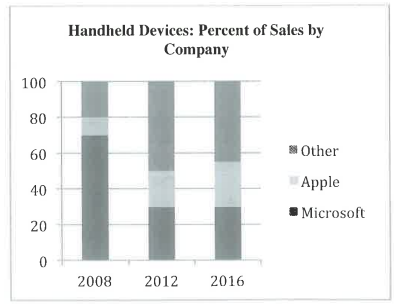 Handheld Devices: Percent of Sales by
Company
100
80
60
40
20
0
2008 2012 2016
Other
Apple
Microsoft